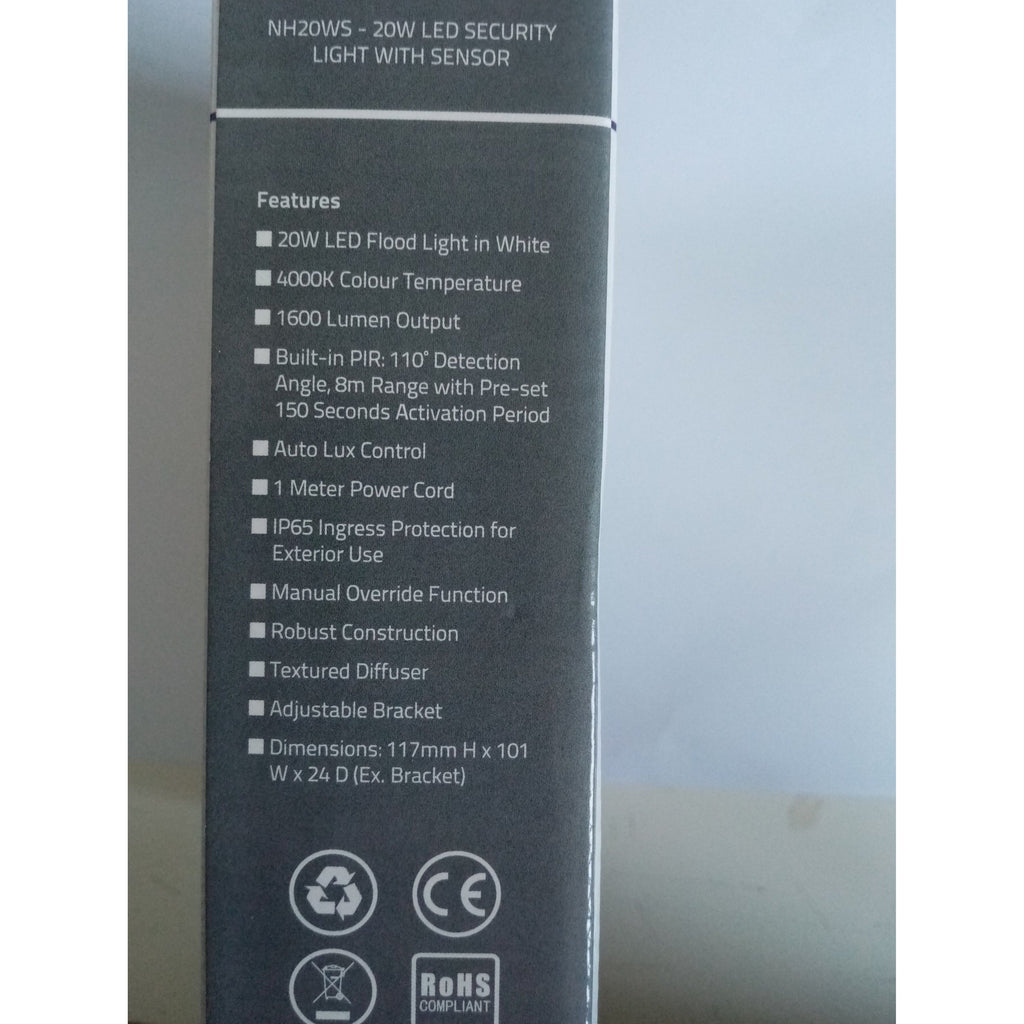 NH20WS - 20W LED SECURITY
LIGHT WITH SENSOR
Features
20W LED Flood Light in White
4000K Colour Temperature
1600 Lumen Output
Built-in PIR: 110° Detection
Angle, 8m Range with Pre-set
150 Seconds Activation Period
Auto Lux Control
1 Meter Power Cord
IP65 Ingress Protection for
Exterior Use
Manual Override Function
Robust Construction
Textured Diffuser
Adjustable Bracket
Dimensions: 117mm H x 101
W x 24 D (Ex. Bracket)
CE
RoHS
COMPLIANT